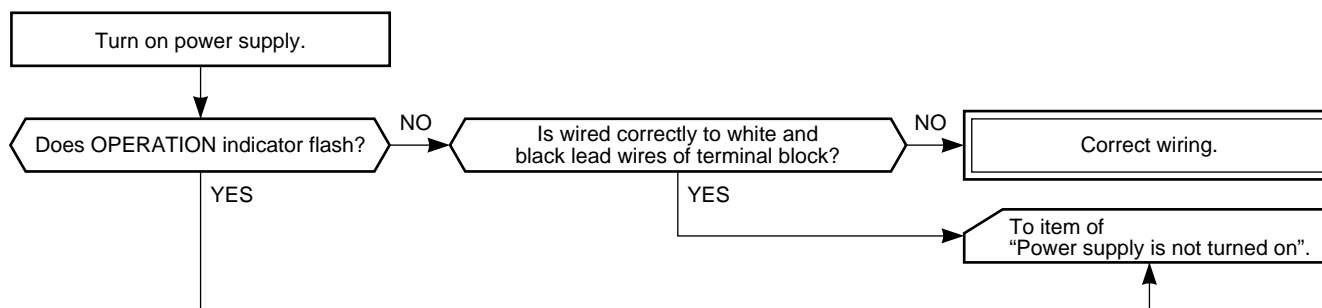 Turn on power supply.
Does OPERATION indicator flash?
NO
Is wired correctly to white and
black lead wires of terminal block?
NO
Correct wiring.
YES
YES
To item of
“Power supply is not turned on”.